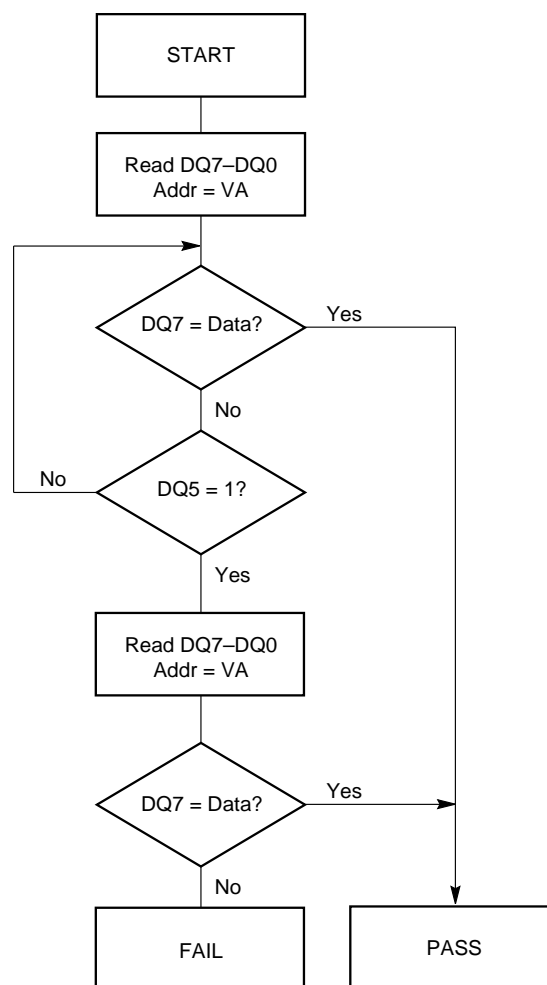 START
Read DQ7–DQ0
Addr = VA
DQ7 = Data?
Yes
No
No
DQ5 = 1?
Yes
Read DQ7–DQ0
Addr = VA
DQ7 = Data?
Yes
No
FAIL
PASS